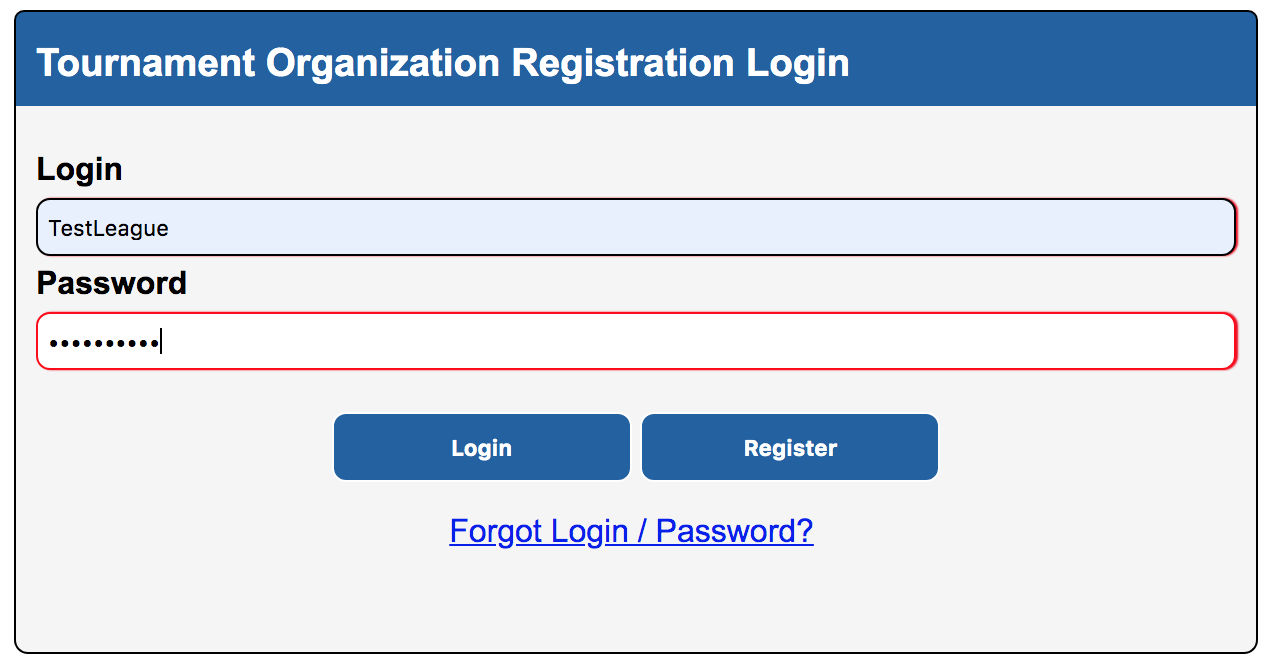 Tournament Organization Registration Login
Login
TestLeague
Password
••••••••••
Login Register
Forgot Login / Password?